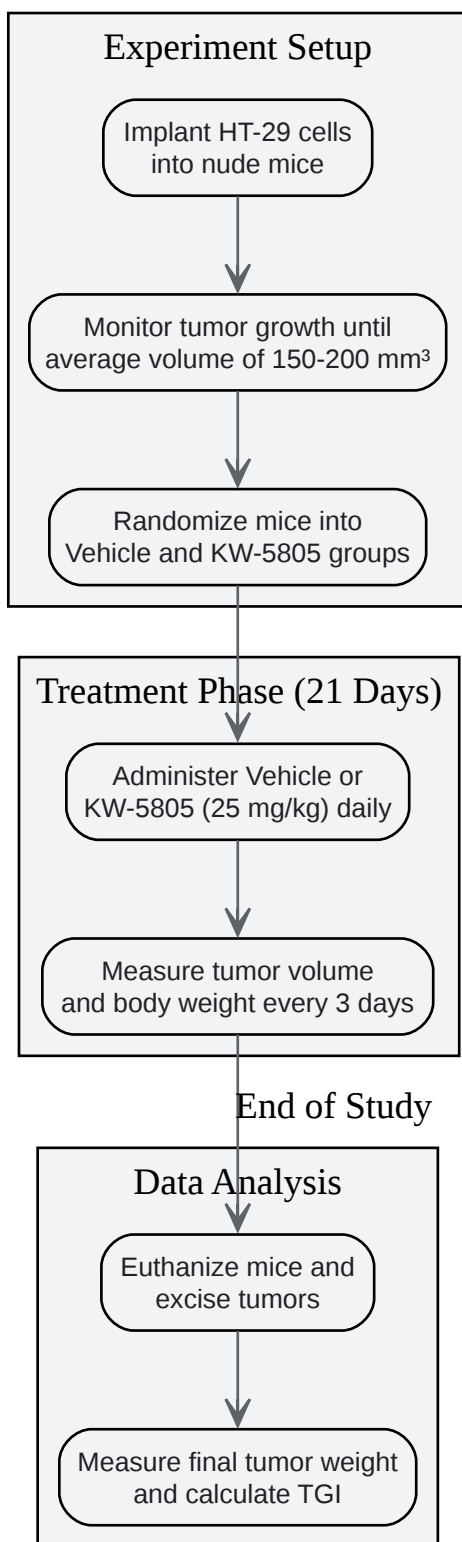 Experiment Setup
Implant HT-29 cells
into nude mice
Monitor tumor growth until
average volume of 150-200 mm³
Randomize mice into
Vehicle and KW-5805 groups
Treatment Phase (21 Days)
Administer Vehicle or
KW-5805 (25 mg/kg) daily
Measure tumor volume
and body weight every 3 days
End of Study
Data Analysis
Euthanize mice and
excise tumors
Measure final tumor weight
and calculate TGI